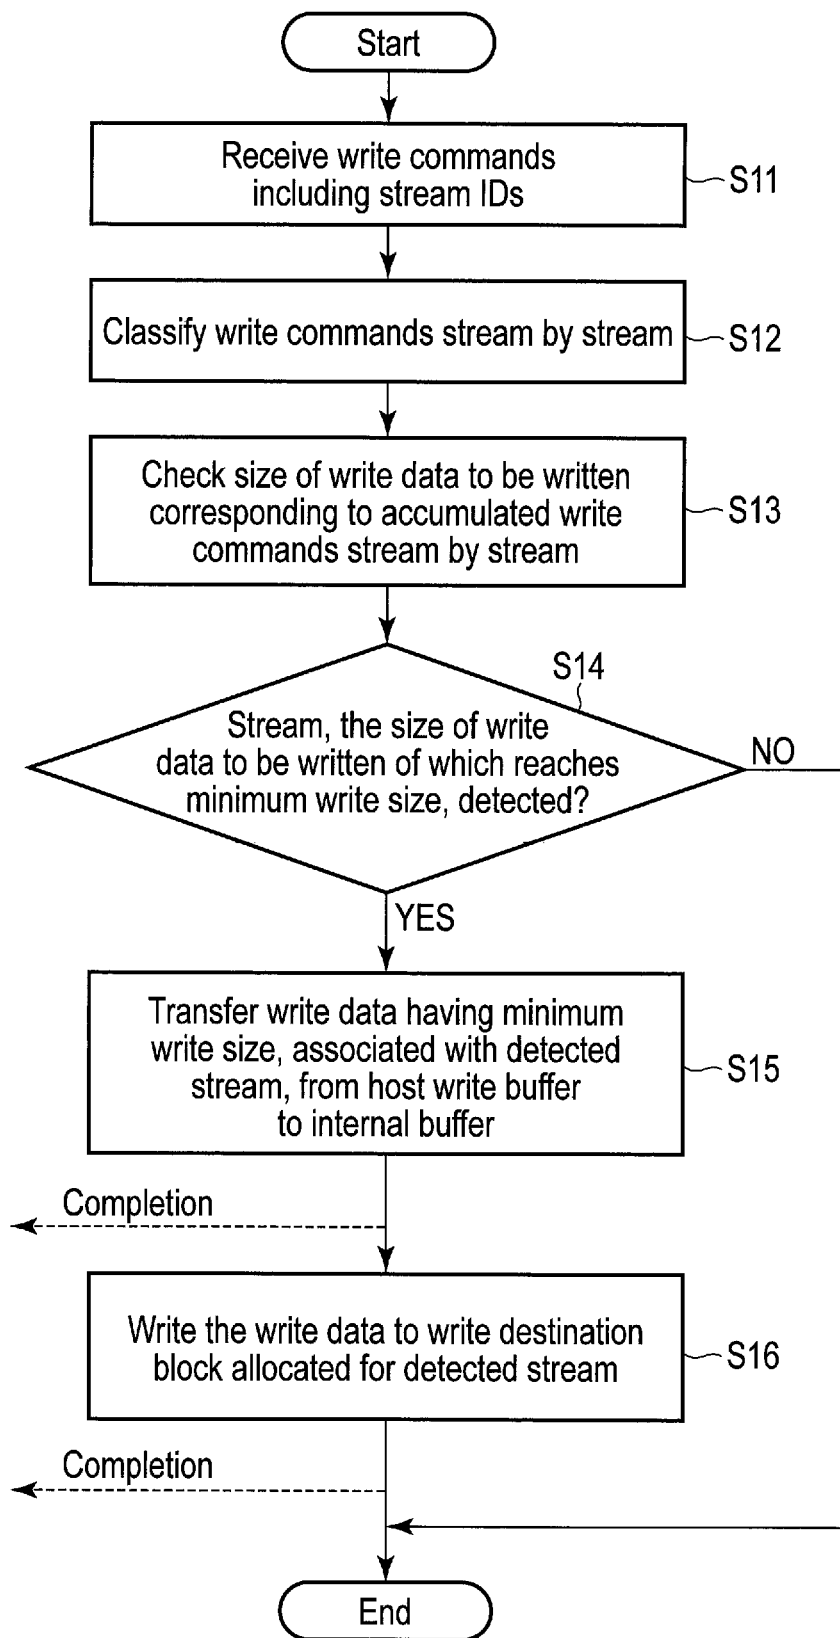 Start
Receive write commands
including stream IDs
S11
Classify write commands stream by stream
S12
Check size of write data to be written
corresponding to accumulated write
commands stream by stream
S13
S14
Stream, the size of write
data to be written of which reaches
minimum write size, detected?
NO
YES
Transfer write data having minimum
write size, associated with detected
stream, from host write buffer
to internal buffer
S15
Completion
Write the write data to write destination
block allocated for detected stream
S16
Completion
End